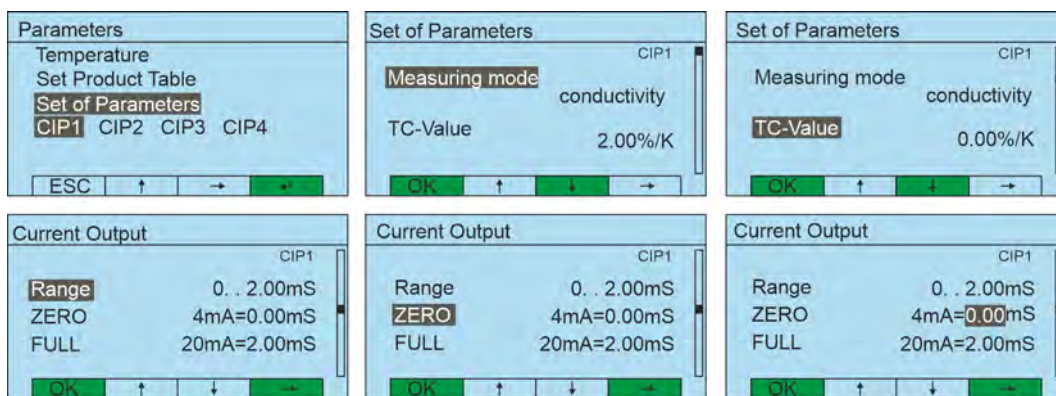 Parameters
Temperature
Set Product Table
Set of Parameters
CIP1 CIP2 CIP3 CIP4
ESC ↑ → ↵
Set of Parameters
CIP1
Measuring mode
conductivity
TC-Value
2.00%/K
OK ↑ ↓ →
Set of Parameters
CIP1
Measuring mode
conductivity
TC-Value
0.00%/K
OK ↑ ↓ →
Current Output
CIP1
Range 0. . 2.00mS
ZERO 4mA=0.00mS
FULL 20mA=2.00mS
OK ↑ ↓ →
Current Output
CIP1
Range 0. . 2.00mS
ZERO 4mA=0.00mS
FULL 20mA=2.00mS
OK ↑ ↓ →
Current Output
CIP1
Range 0. . 2.00mS
ZERO 4mA=0.00mS
FULL 20mA=2.00mS
OK ↑ ↓ →